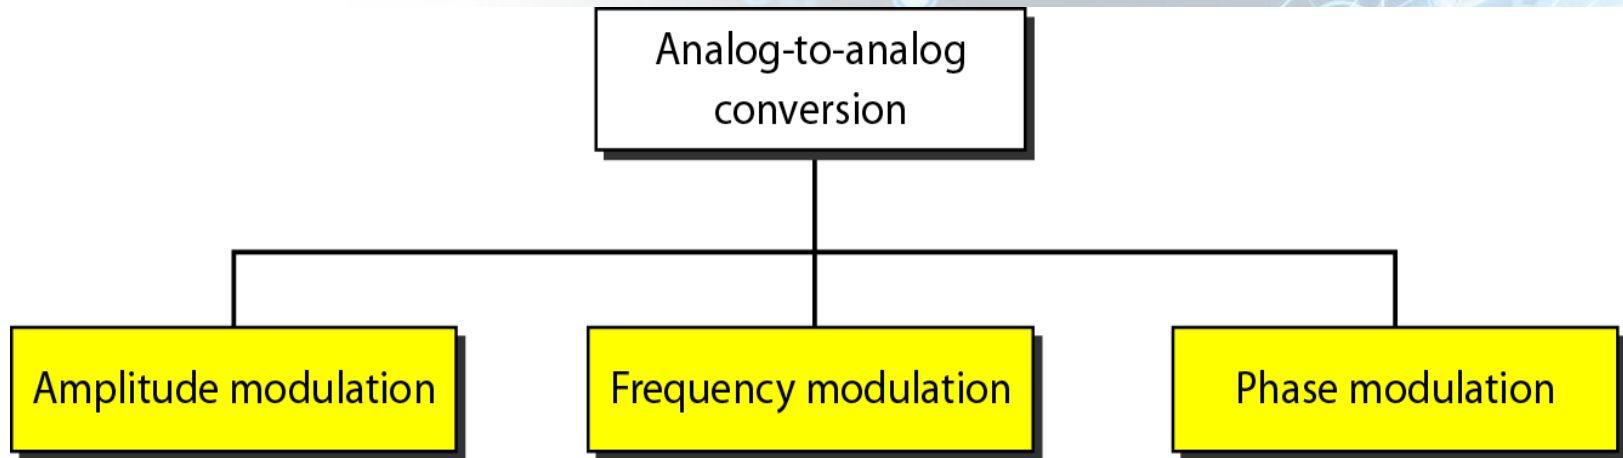 Analog-to-analog
conversion
Amplitude modulation
Frequency modulation
Phase modulation